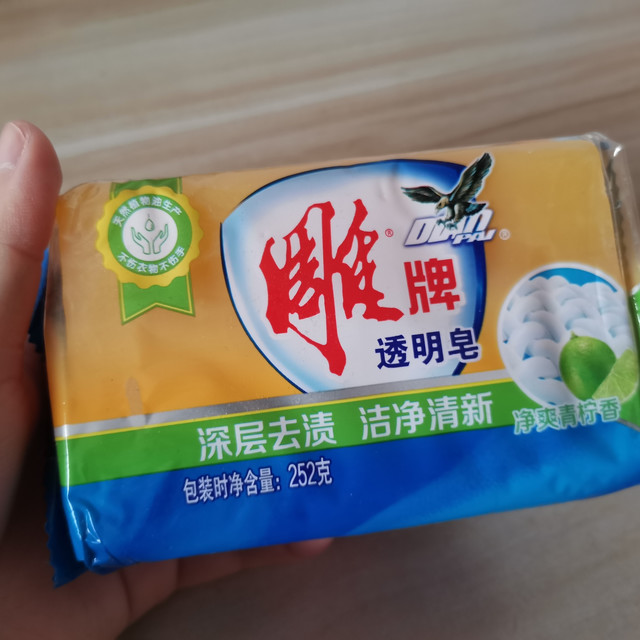 天然植物油生产
不伤衣物不伤手
雕®
牌
透明皂
净爽青柠香
深层去渍 洁净清新
包装时净含量：252克